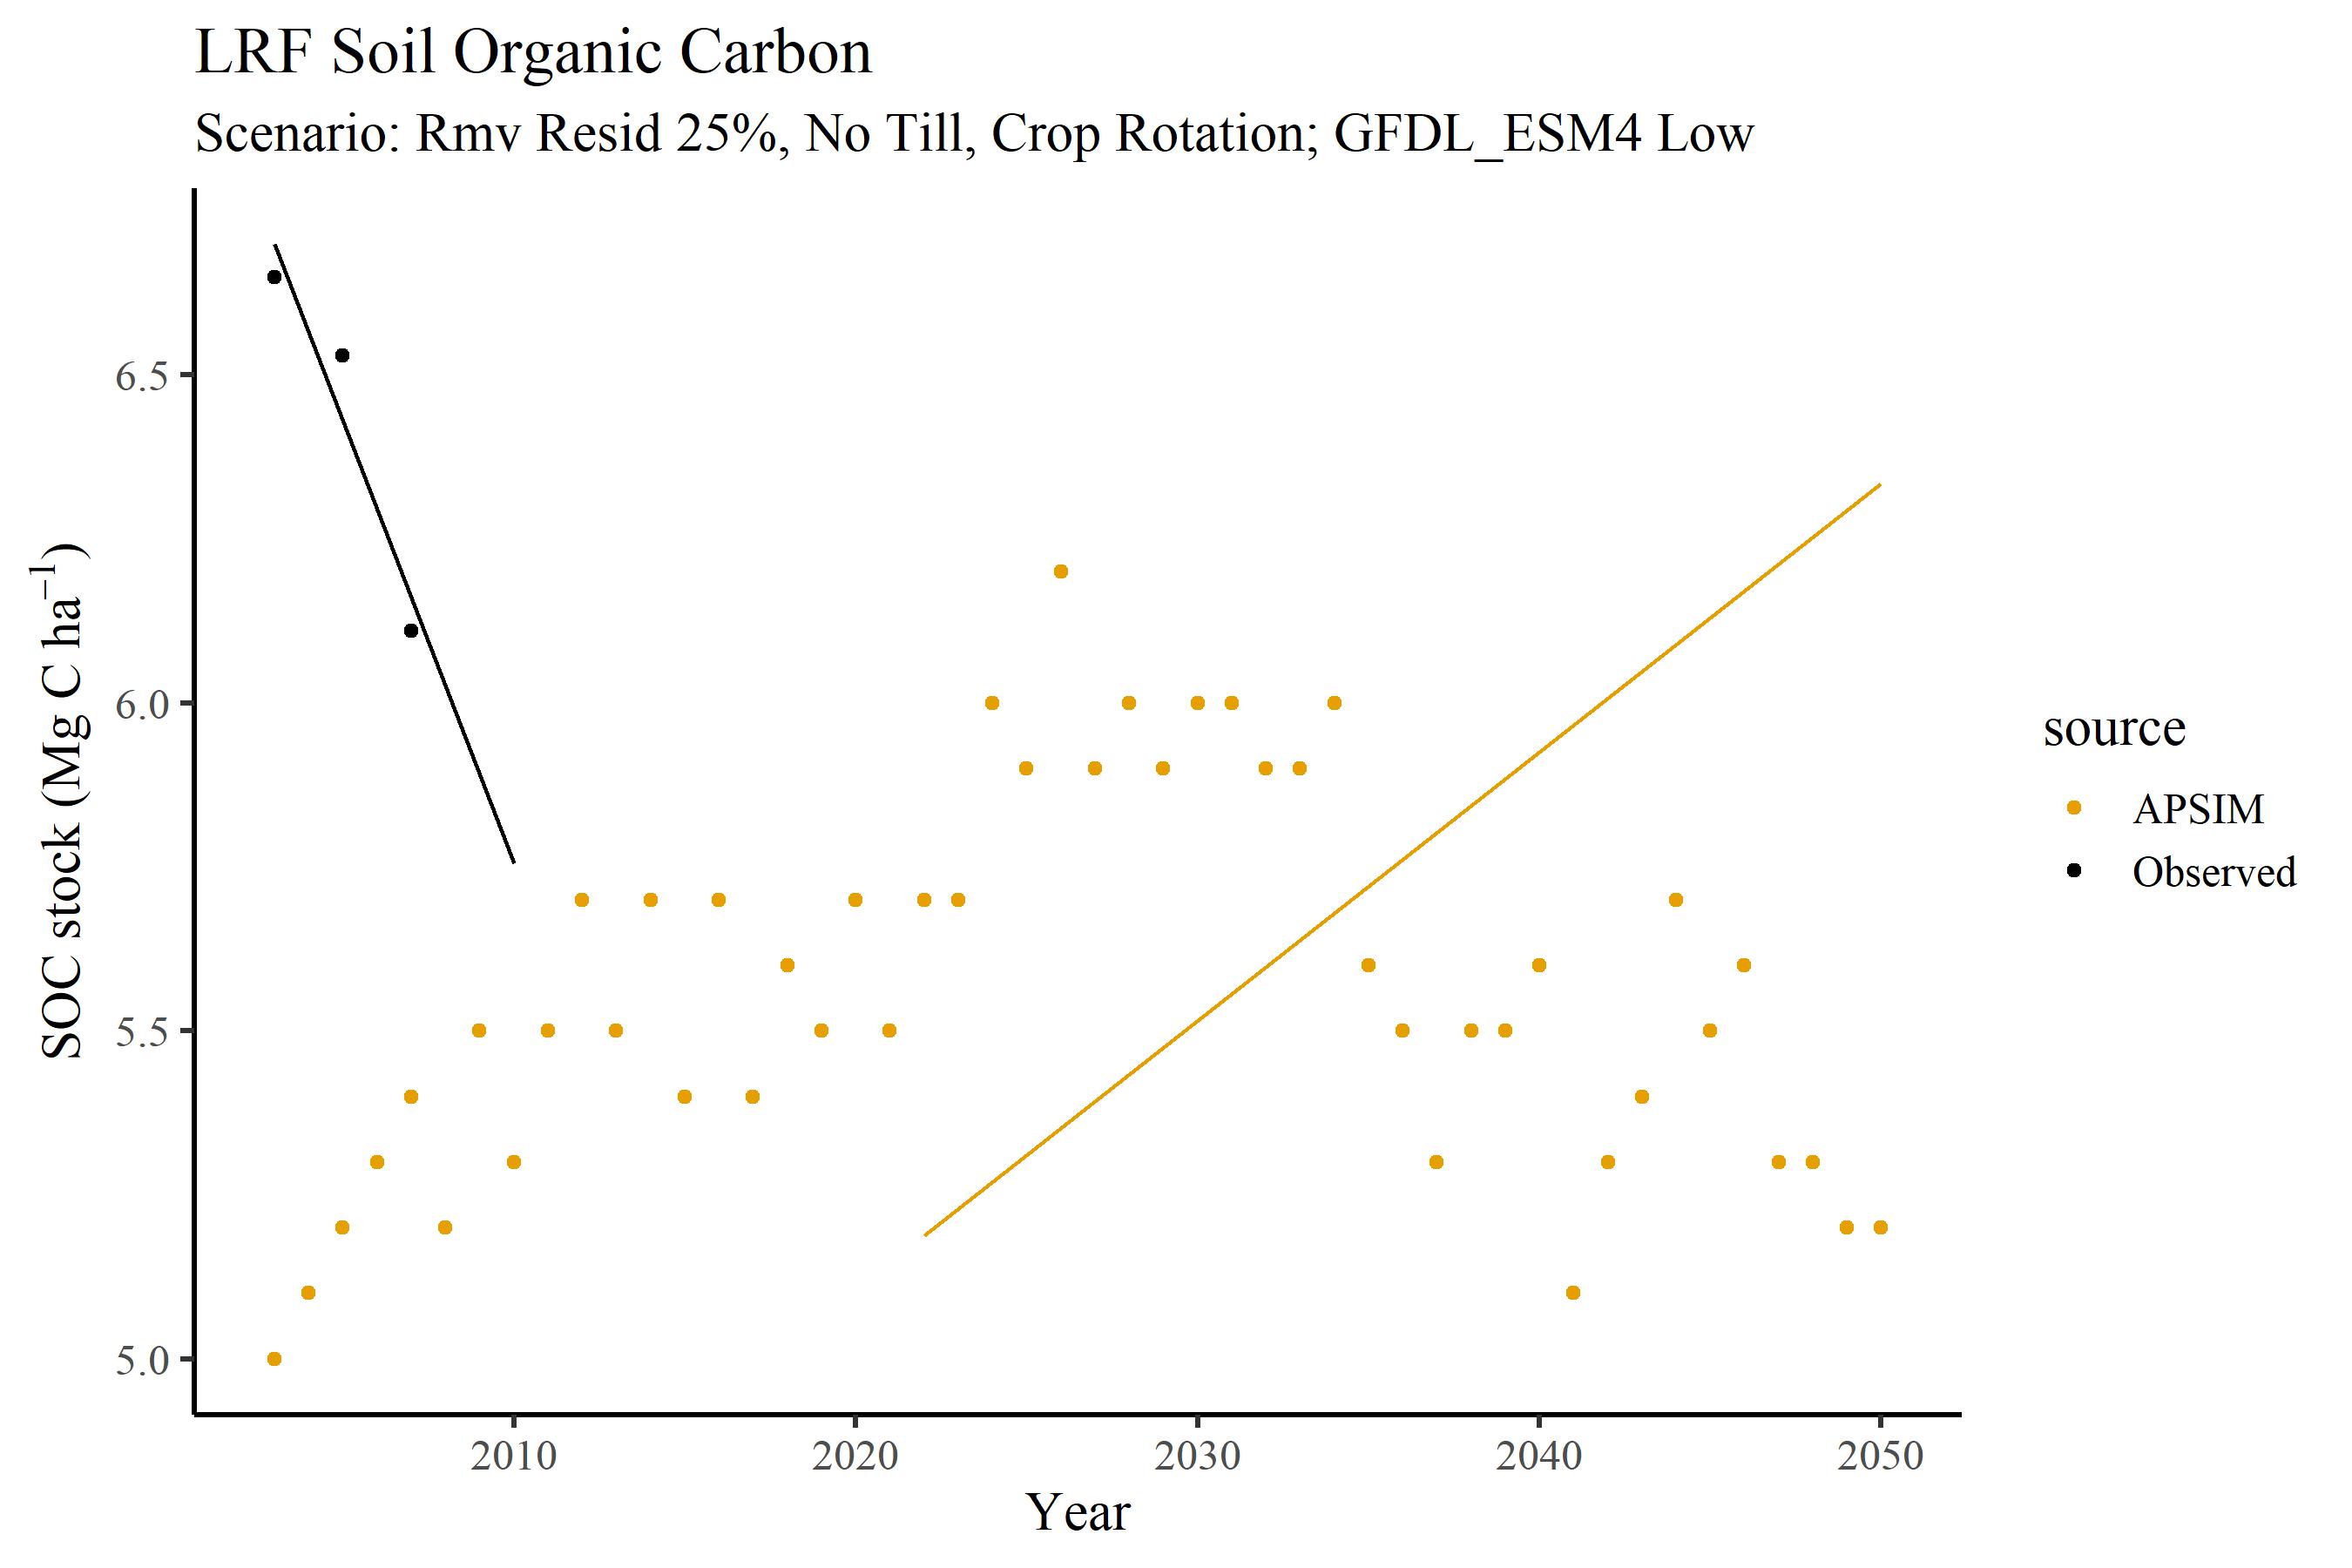 LRF Soil Organic Carbon
Scenario: Rmv Resid 25%, No Till, Crop Rotation; GFDL_ESM4 Low
SOC stock (Mg C ha⁻¹)
6.5
6.0
5.5
5.0
2010 2020 2030 2040 2050
Year
source
APSIM
Observed